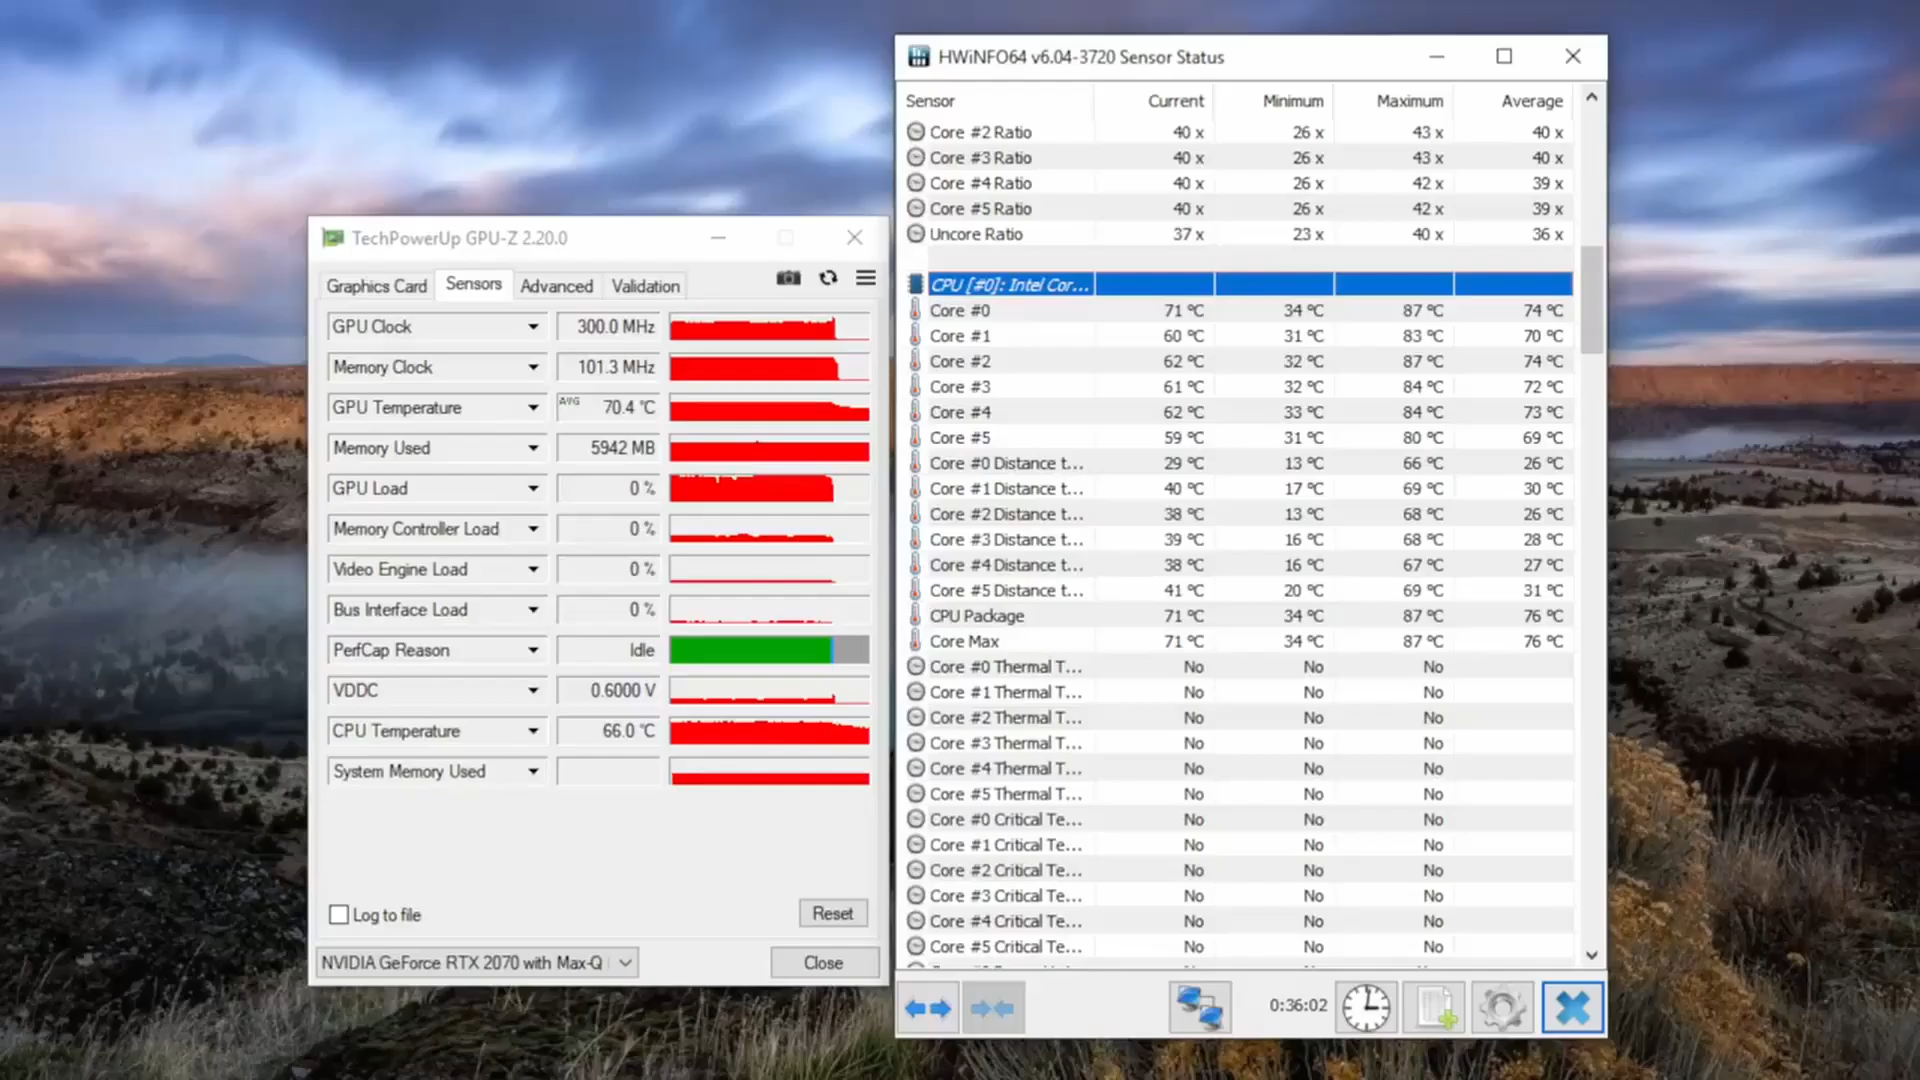 TechPowerUp GPU-Z 2.20.0
Graphics Card Sensors Advanced Validation
GPU Clock 300.0 MHz
Memory Clock 101.3 MHz
GPU Temperature AVG 70.4 °C
Memory Used 5942 MB
GPU Load 0 %
Memory Controller Load 0 %
Video Engine Load 0 %
Bus Interface Load 0 %
PerfCap Reason Idle
VDDC 0.6000 V
CPU Temperature 66.0 °C
System Memory Used
Log to file Reset
NVIDIA GeForce RTX 2070 with Max-Q Close
HWiNFO64 v6.04-3720 Sensor Status
Sensor Current Minimum Maximum Average
Core #2 Ratio 40 x 26 x 43 x 40 x
Core #3 Ratio 40 x 26 x 43 x 40 x
Core #4 Ratio 40 x 26 x 42 x 39 x
Core #5 Ratio 40 x 26 x 42 x 39 x
Uncore Ratio 37 x 23 x 40 x 36 x
CPU [#0]: Intel Cor...
Core #0 71 °C 34 °C 87 °C 74 °C
Core #1 60 °C 31 °C 83 °C 70 °C
Core #2 62 °C 32 °C 87 °C 74 °C
Core #3 61 °C 32 °C 84 °C 72 °C
Core #4 62 °C 33 °C 84 °C 73 °C
Core #5 59 °C 31 °C 80 °C 69 °C
Core #0 Distance t... 29 °C 13 °C 66 °C 26 °C
Core #1 Distance t... 40 °C 17 °C 69 °C 30 °C
Core #2 Distance t... 38 °C 13 °C 68 °C 26 °C
Core #3 Distance t... 39 °C 16 °C 68 °C 28 °C
Core #4 Distance t... 38 °C 16 °C 67 °C 27 °C
Core #5 Distance t... 41 °C 20 °C 69 °C 31 °C
CPU Package 71 °C 34 °C 87 °C 76 °C
Core Max 71 °C 34 °C 87 °C 76 °C
Core #0 Thermal T... No No No
Core #1 Thermal T... No No No
Core #2 Thermal T... No No No
Core #3 Thermal T... No No No
Core #4 Thermal T... No No No
Core #5 Thermal T... No No No
Core #0 Critical Te... No No No
Core #1 Critical Te... No No No
Core #2 Critical Te... No No No
Core #3 Critical Te... No No No
Core #4 Critical Te... No No No
Core #5 Critical Te... No No No
0:36:02